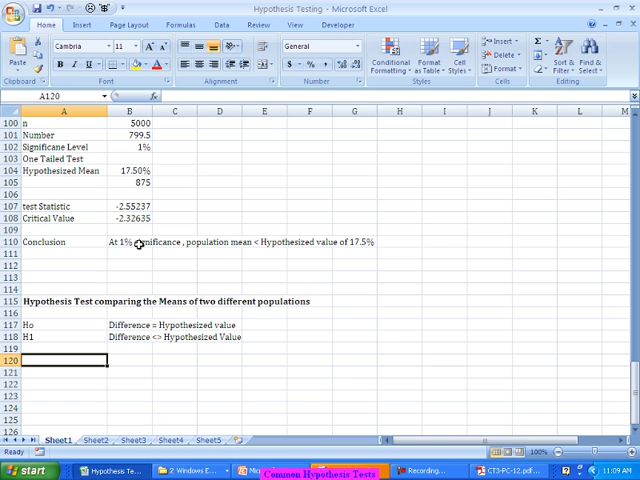 Hypothesis Testing - Microsoft Excel
Home Insert Page Layout Formulas Data Review View Developer
Paste
Cambria 11 A A
B I U
General
$ % ,
Conditional Formatting
Format as Table
Cell Styles
Insert
Delete
Format
Σ
Sort & Filter
Find & Select
Clipboard Font Alignment Number Styles Cells Editing
A120 fx
A B C D E F G H I J K L M
100 n 5000
101 Number 799.5
102 Significane Level 1%
103 One Tailed Test
104 Hypothesized Mean 17.50%
105 875
106
107 test Statistic -2.55237
108 Critical Value -2.32635
109
110 Conclusion At 1% significance , population mean < Hypothesized value of 17.5%
111
112
113
114
115 Hypothesis Test comparing the Means of two different populations
116
117 Ho Difference = Hypothesized value
118 H1 Difference <> Hypothesized Value
119
120
121
122
123
124
125
126
Sheet1 Sheet2 Sheet3 Sheet4 Sheet5
Ready 100%
start Hypothesis Te... 2 Windows E... Recording... CT3-PC-12.pdf... 11:09 AM
Common Hypothesis Tests